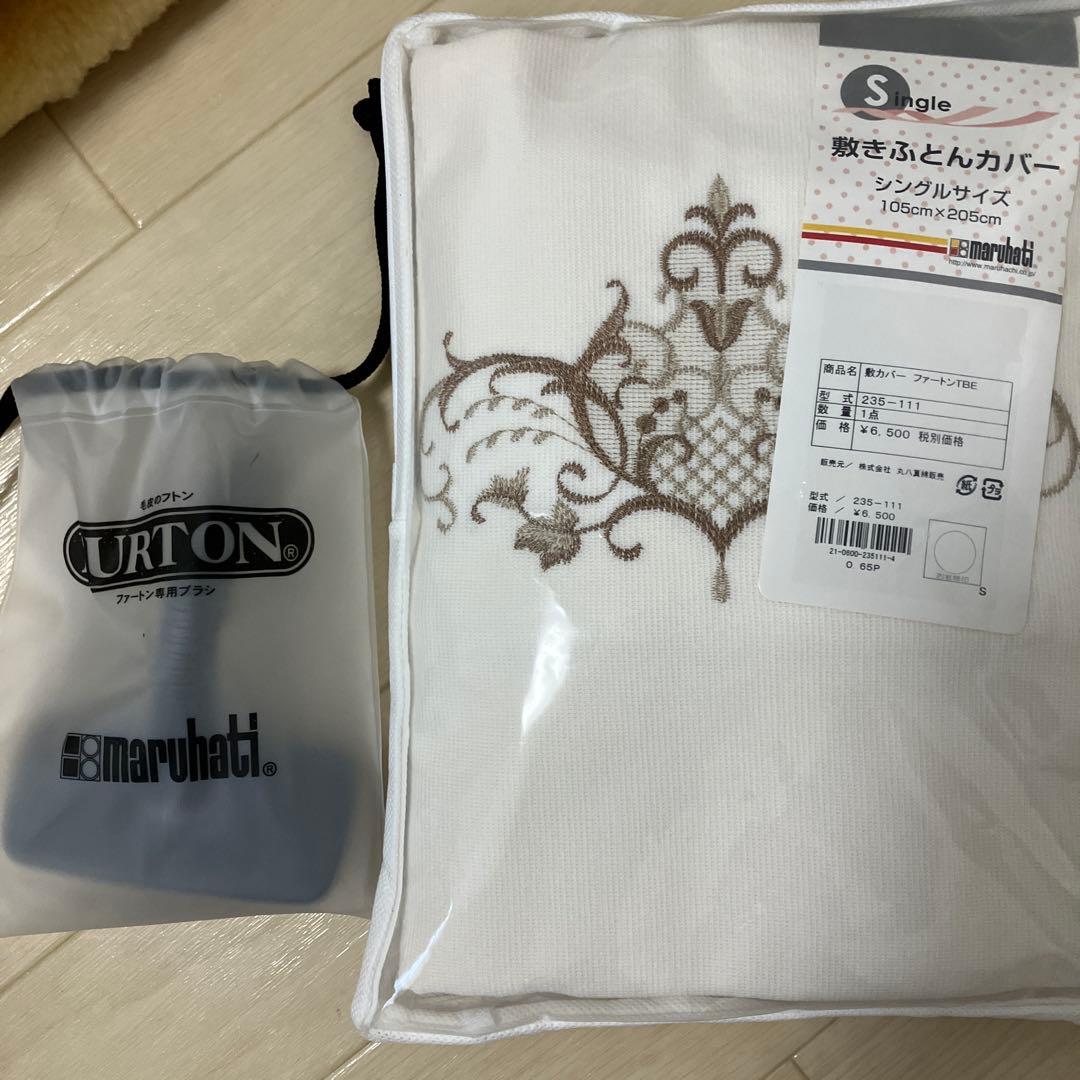 Single
敷きふとんカバー
シングルサイズ
105cm×205cm
maruhati
http://www.maruhachi.co.jp/
商品名 敷カバー ファートンTBE
型 式 235-111
数 量 1点
価 格 ¥6,500 税別価格
販売元/ 株式会社 丸八真綿販売
紙 プラ
型式 / 235-111
価格 / ¥6,500
21-0600-235111-4
0 65P
S
毛皮のフトン
URTON®
ファートン専用ブラシ
maruhati®